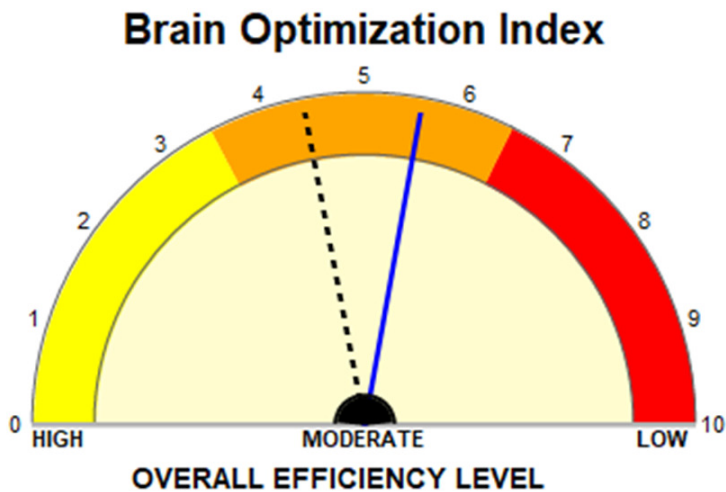 Brain Optimization Index
5
4 6
3 7
2 8
1 9
0 10
HIGH MODERATE LOW
OVERALL EFFICIENCY LEVEL